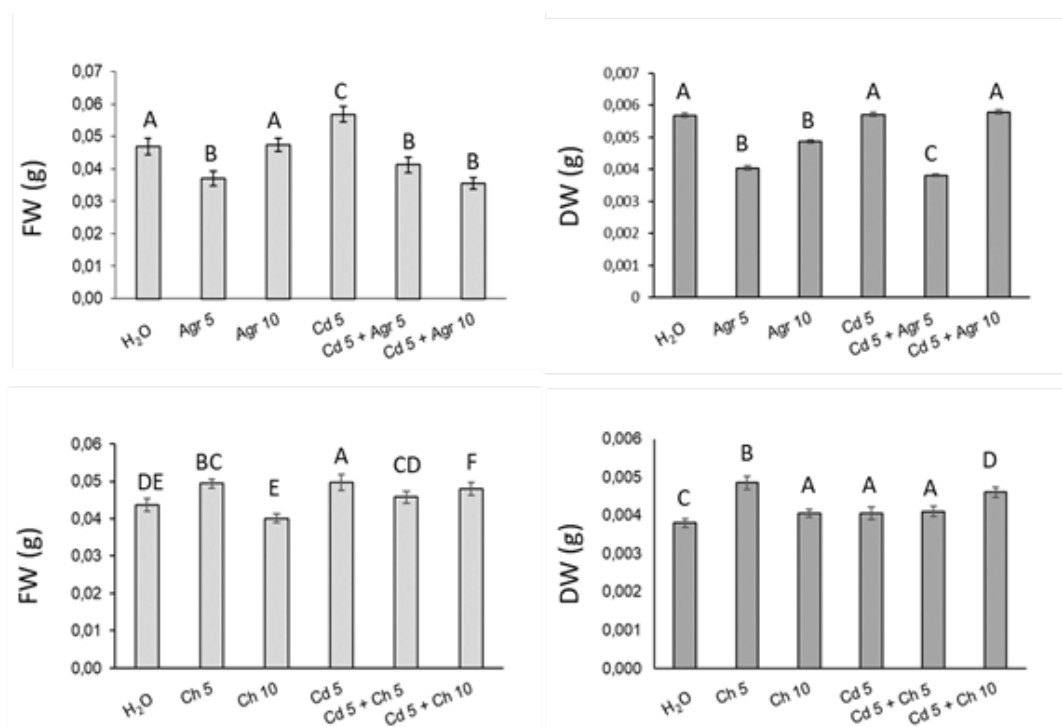 FW (g)
0,07
0,06
0,05
0,04
0,03
0,02
0,01
0,00
A
B
A
C
B
B
H₂O
Agr 5
Agr 10
Cd 5
Cd 5 + Agr 5
Cd 5 + Agr 10
DW (g)
0,007
0,006
0,005
0,004
0,003
0,002
0,001
0
A
B
B
A
C
A
H₂O
Agr 5
Agr 10
Cd 5
Cd 5 + Agr 5
Cd 5 + Agr 10
FW (g)
0,06
0,05
0,04
0,03
0,02
0,01
0,00
DE
BC
E
A
CD
F
H₂O
Ch 5
Ch 10
Cd 5
Cd 5 + Ch 5
Cd 5 + Ch 10
DW (g)
0,006
0,005
0,004
0,003
0,002
0,001
0,000
C
B
A
A
A
D
H₂O
Ch 5
Ch 10
Cd 5
Cd 5 + Ch 5
Cd 5 + Ch 10